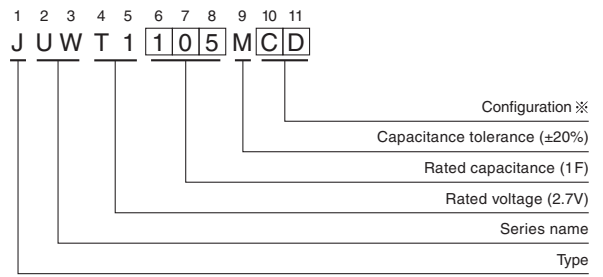 1 2 3 4 5 6 7 8 9 10 11
J U W T 1 1 0 5 M C D
Configuration ※
Capacitance tolerance (±20%)
Rated capacitance (1F)
Rated voltage (2.7V)
Series name
Type